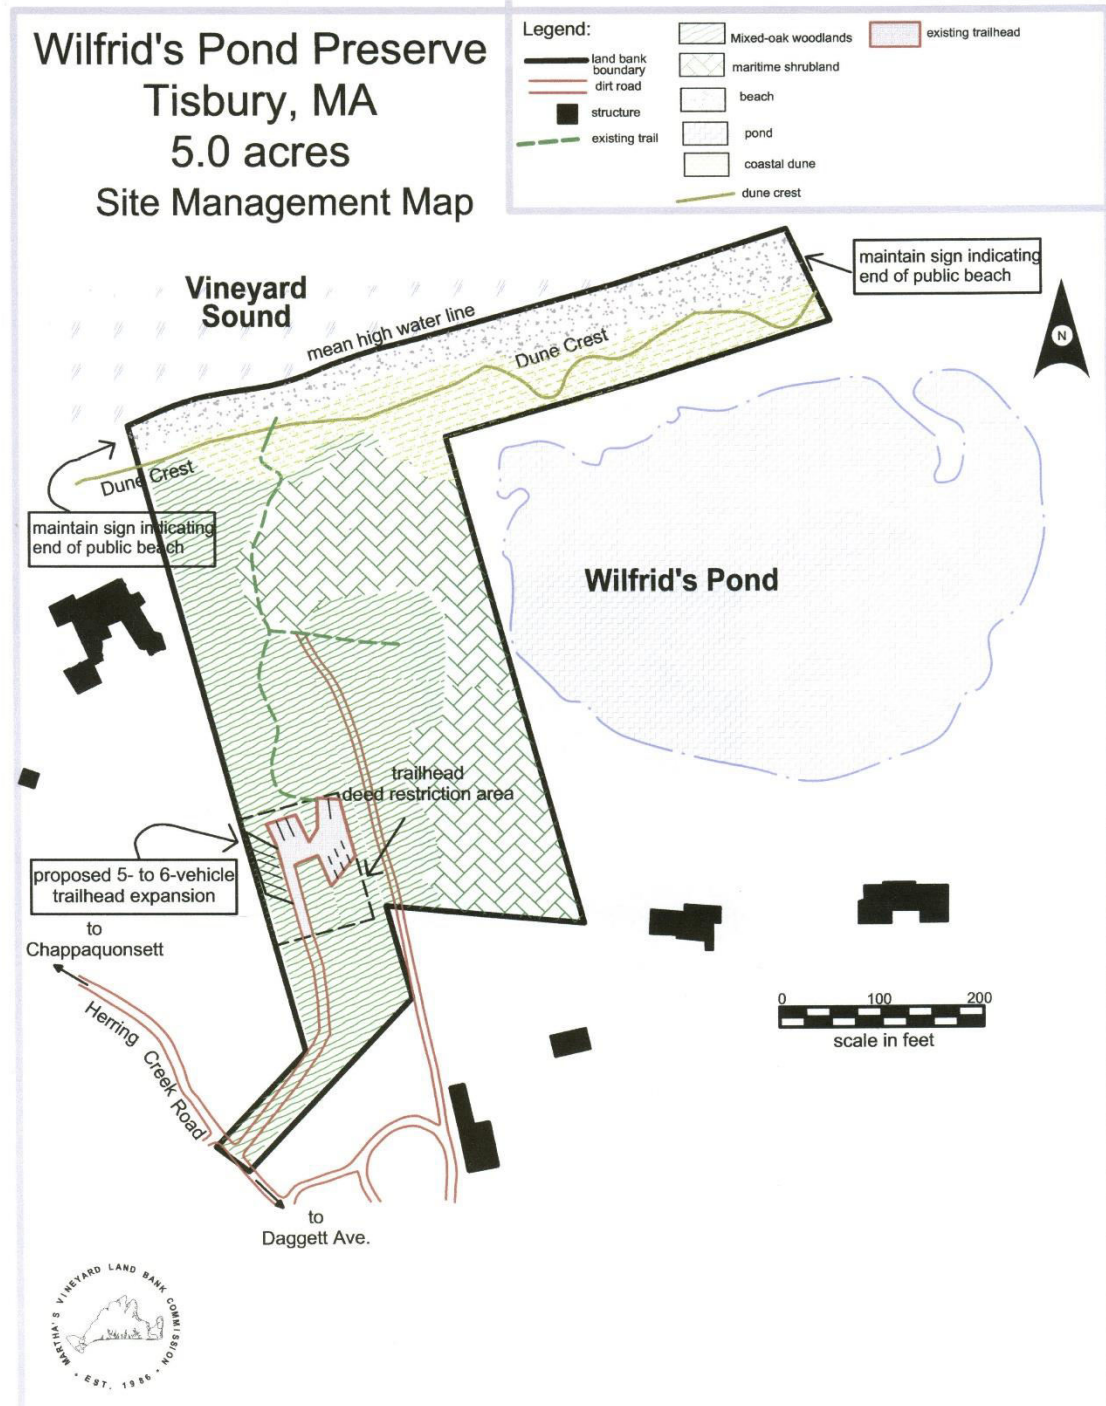 Wilfrid's Pond Preserve
Tisbury, MA
5.0 acres
Site Management Map
Legend:
land bank
boundary
dirt road
structure
existing trail
Mixed-oak woodlands
maritime shrubland
beach
pond
coastal dune
dune crest
existing trailhead
maintain sign indicating
end of public beach
Vineyard
Sound
mean high water line
Dune Crest
N
Dune Crest
maintain sign indicating
end of public beach
Wilfrid's Pond
trailhead
deed restriction area
proposed 5- to 6-vehicle
trailhead expansion
to
Chappaquonsett
Herring Creek Road
0 100 200
scale in feet
to
Daggett Ave.
MARTHA'S VINEYARD LAND BANK COMMISSION
• EST. 1986 •